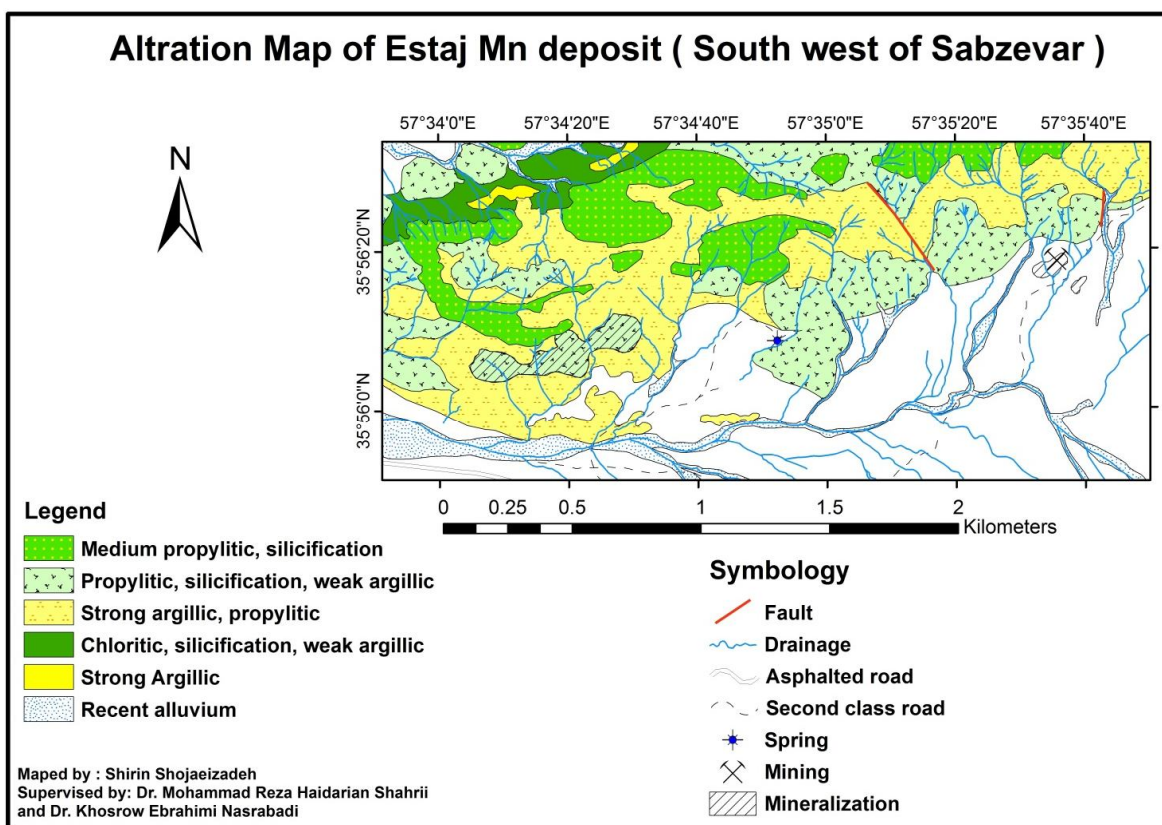 Altration Map of Estaj Mn deposit ( South west of Sabzevar )
N
57°34'0"E 57°34'20"E 57°34'40"E 57°35'0"E 57°35'20"E 57°35'40"E
35°56'20"N
35°56'0"N
0 0.25 0.5 1 1.5 2
Kilometers
Legend
Medium propylitic, silicification
Propylitic, silicification, weak argillic
Strong argillic, propylitic
Chloritic, silicification, weak argillic
Strong Argillic
Recent alluvium
Symbology
Fault
Drainage
Asphalted road
Second class road
Spring
Mining
Mineralization
Maped by : Shirin Shojaeizadeh
Supervised by: Dr. Mohammad Reza Haidarian Shahrii
and Dr. Khosrow Ebrahimi Nasrabadi